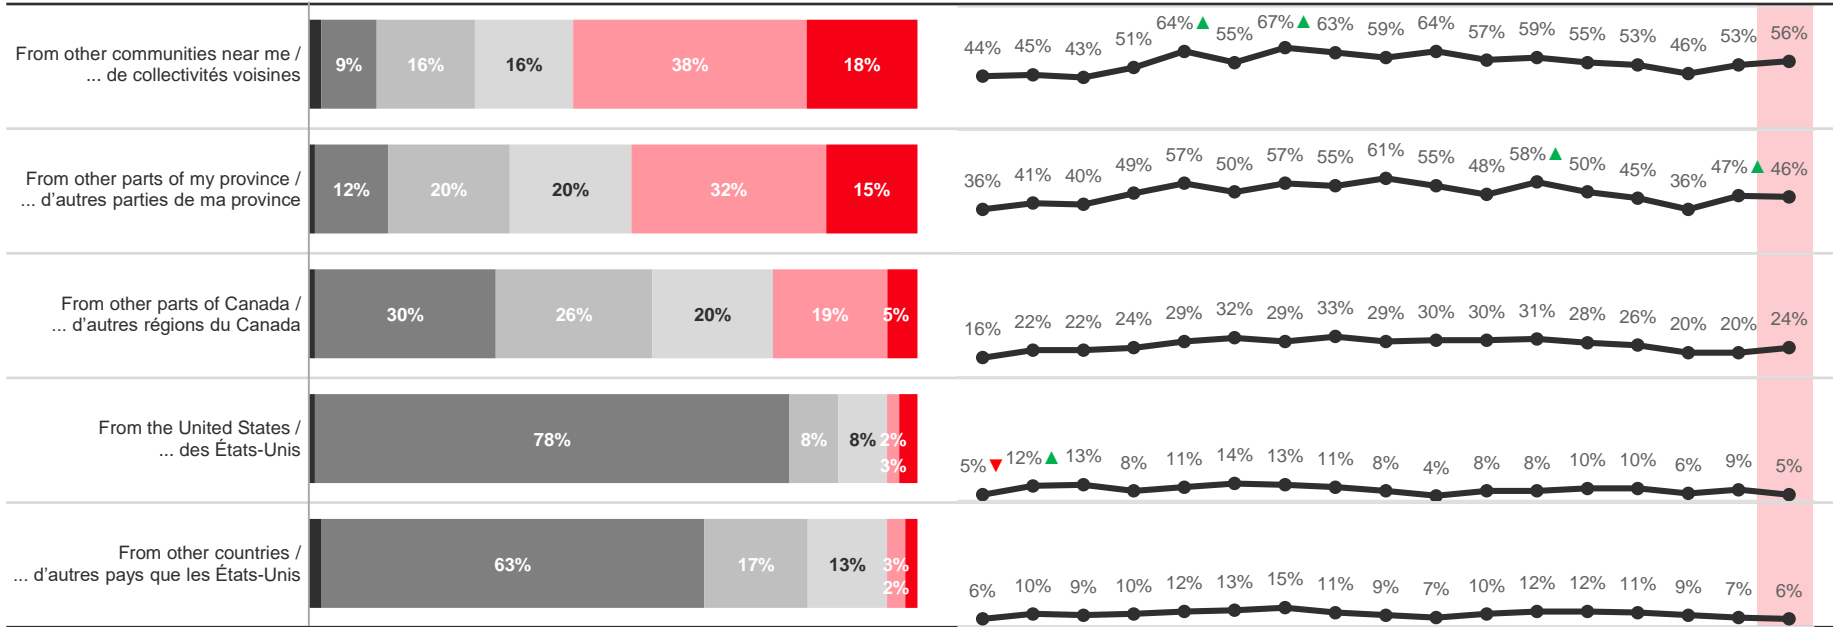 From other communities near me /
... de collectivités voisines
9% 16% 16% 38% 18%
44% 45% 43% 51% 64% ▲ 55% 67% ▲ 63% 59% 64% 57% 59% 55% 53% 46% 53% 56%
From other parts of my province /
... d'autres parties de ma province
12% 20% 20% 32% 15%
36% 41% 40% 49% 57% 50% 57% 55% 61% 55% 48% 58% ▲ 50% 45% 36% 47% ▲ 46%
From other parts of Canada /
... d'autres régions du Canada
30% 26% 20% 19% 5%
16% 22% 22% 24% 29% 32% 29% 33% 29% 30% 30% 31% 28% 26% 20% 20% 24%
From the United States /
... des États-Unis
78% 8% 8% 2%
3%
5% ▼ 12% ▲ 13% 8% 11% 14% 13% 11% 8% 4% 8% 8% 10% 10% 6% 9% 5%
From other countries /
... d'autres pays que les États-Unis
63% 17% 13% 3%
2%
6% 10% 9% 10% 12% 13% 15% 11% 9% 7% 10% 12% 12% 11% 9% 7% 6%